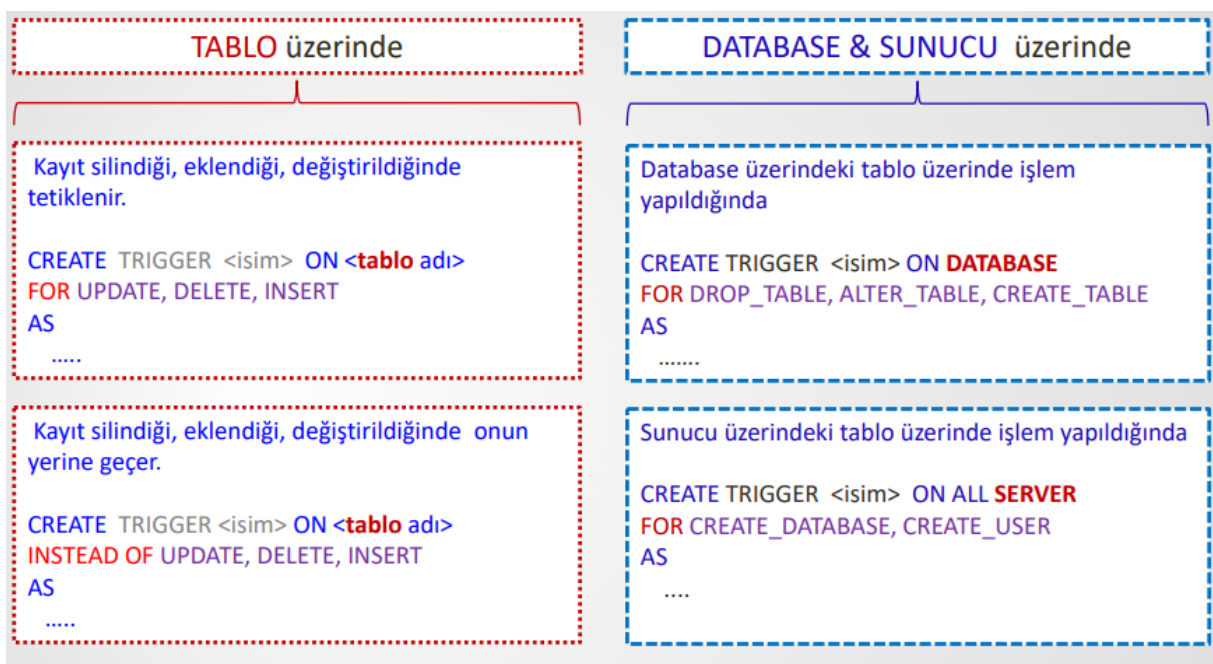 TABLO üzerinde
Kayıt silindiği, eklendiği, değiştirildiğinde
tetiklenir.
CREATE TRIGGER <isim> ON <tablo adı>
FOR UPDATE, DELETE, INSERT
AS
.....
Kayıt silindiği, eklendiği, değiştirildiğinde onun
yerine geçer.
CREATE TRIGGER <isim> ON <tablo adı>
INSTEAD OF UPDATE, DELETE, INSERT
AS
.....
DATABASE & SUNUCU üzerinde
Database üzerindeki tablo üzerinde işlem
yapıldığında
CREATE TRIGGER <isim> ON DATABASE
FOR DROP_TABLE, ALTER_TABLE, CREATE_TABLE
AS
.......
Sunucu üzerindeki tablo üzerinde işlem yapıldığında
CREATE TRIGGER <isim> ON ALL SERVER
FOR CREATE_DATABASE, CREATE_USER
AS
....